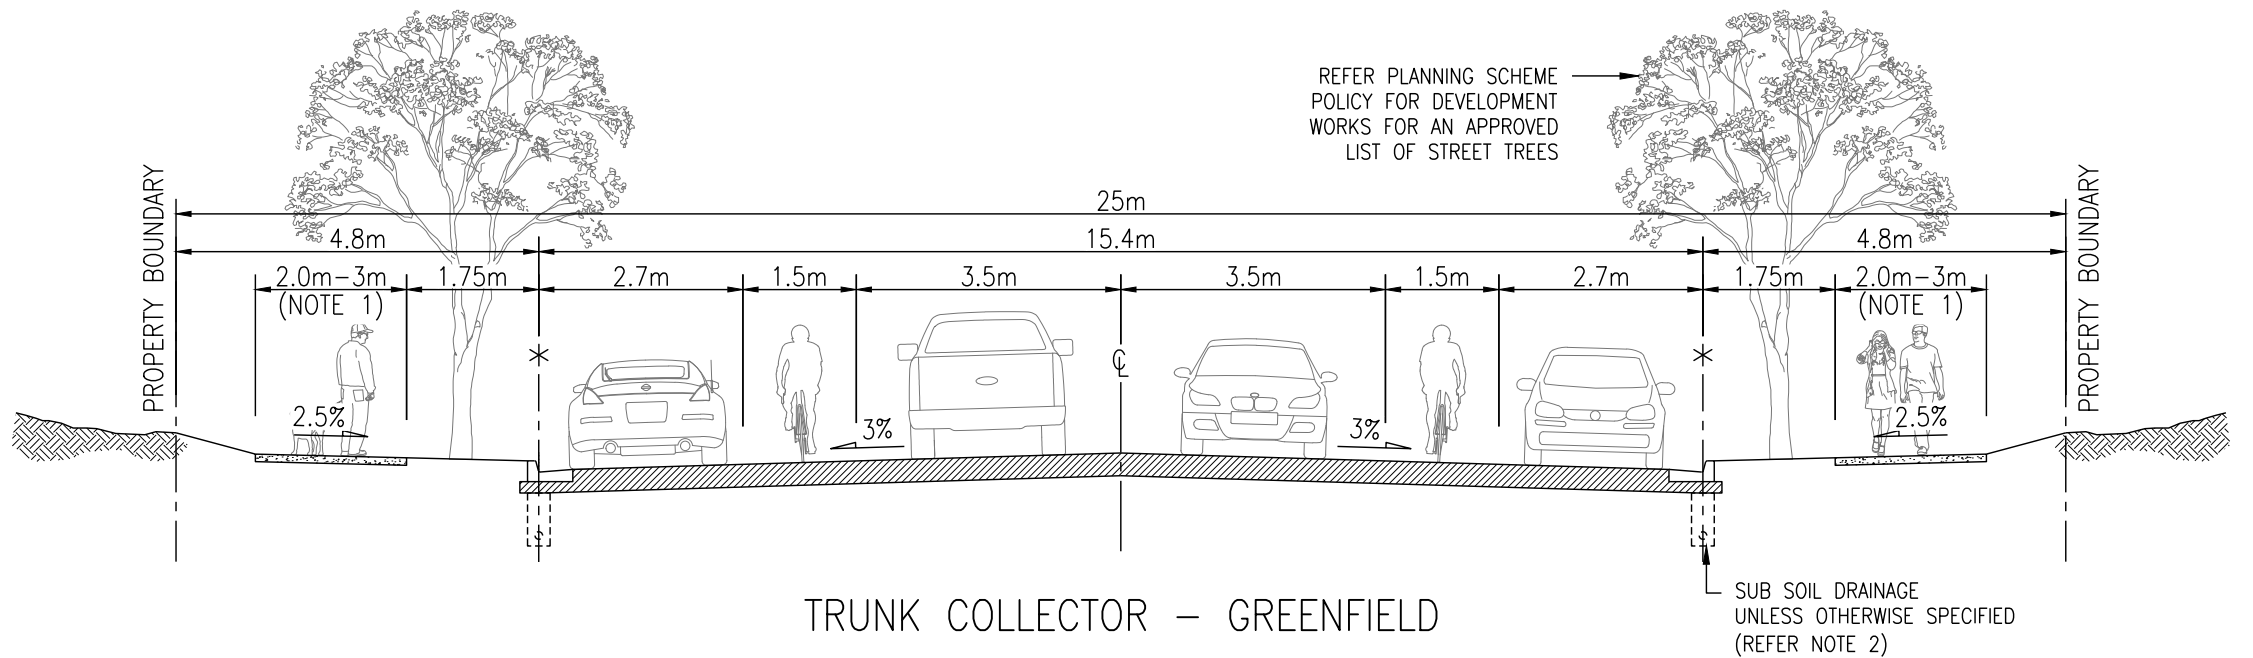 REFER PLANNING SCHEME
POLICY FOR DEVELOPMENT
WORKS FOR AN APPROVED
LIST OF STREET TREES
PROPERTY BOUNDARY
PROPERTY BOUNDARY
25m
4.8m 15.4m 4.8m
2.0m-3m 1.75m 2.7m 1.5m 3.5m 3.5m 1.5m 2.7m 1.75m 2.0m-3m
(NOTE 1) (NOTE 1)
* ℄ *
2.5% 3% 3% 2.5%
S S
SUB SOIL DRAINAGE
UNLESS OTHERWISE SPECIFIED
(REFER NOTE 2)
TRUNK COLLECTOR - GREENFIELD